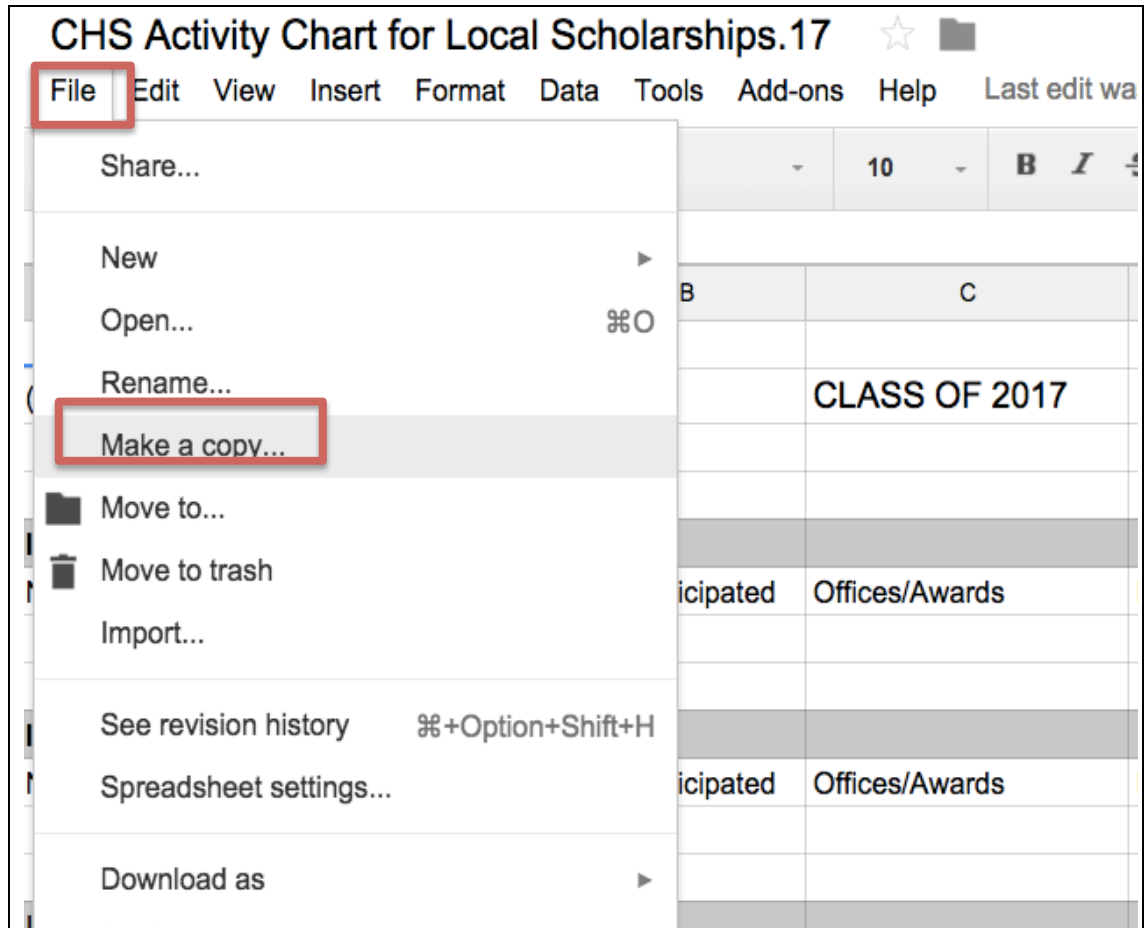 CHS Activity Chart for Local Scholarships.17
File Edit View Insert Format Data Tools Add-ons Help Last edit wa
Share... 10 B I S
New B C
Open... ⌘O
Rename... CLASS OF 2017
Make a copy...
Move to...
Move to trash icipated Offices/Awards
Import...
See revision history ⌘+Option+Shift+H
Spreadsheet settings... icipated Offices/Awards
Download as